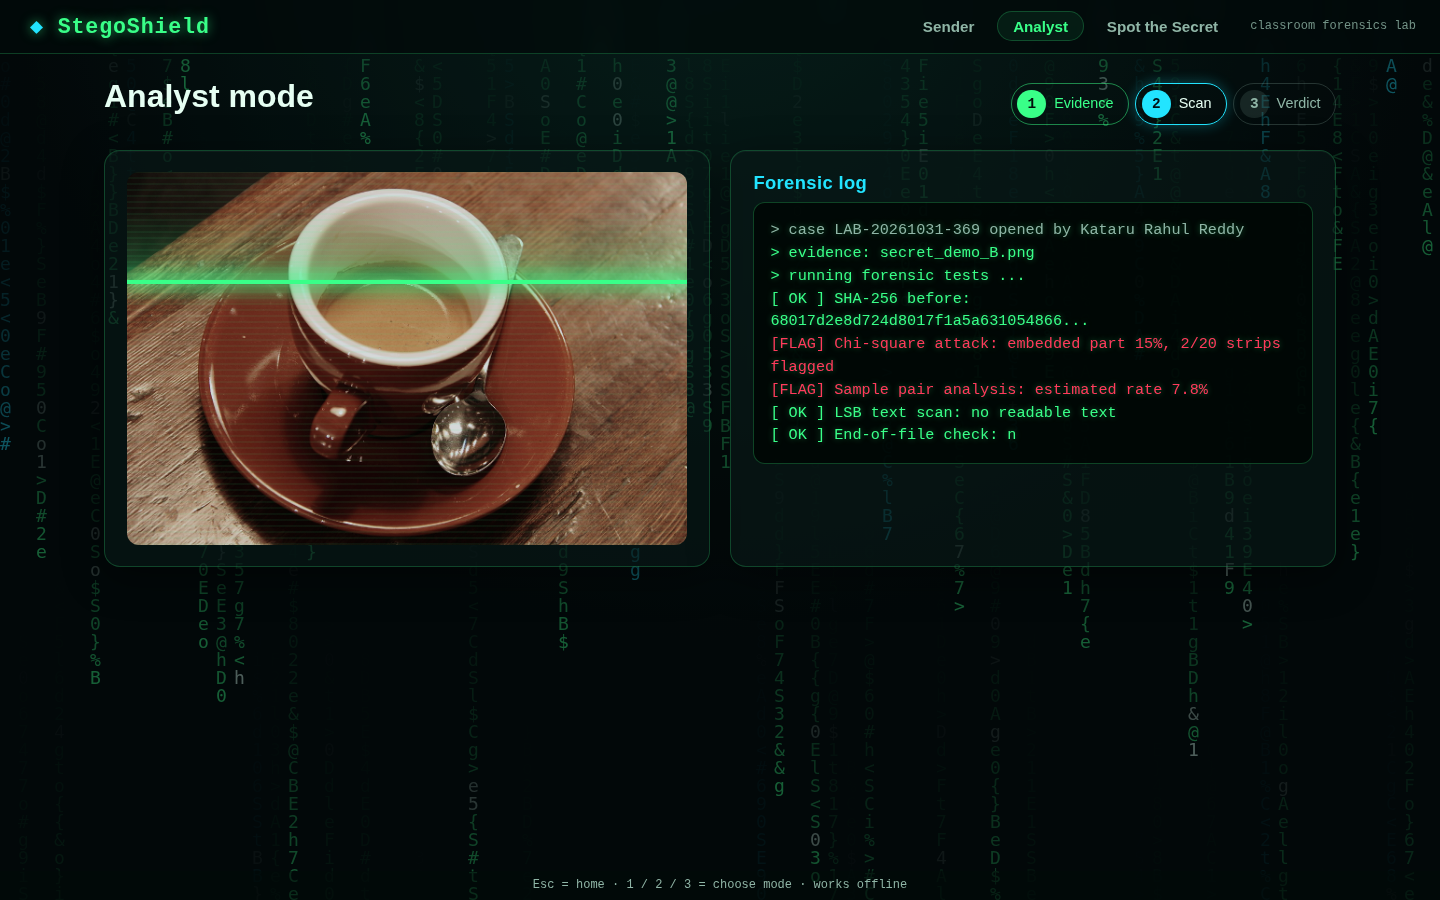 ◆ StegoShield
Sender Analyst Spot the Secret classroom forensics lab
Analyst mode
1 Evidence 2 Scan 3 Verdict
Forensic log
> case LAB-20261031-369 opened by Kataru Rahul Reddy
> evidence: secret_demo_B.png
> running forensic tests ...
[ OK ] SHA-256 before:
68017d2e8d724d8017f1a5a631054866...
[FLAG] Chi-square attack: embedded part 15%, 2/20 strips
flagged
[FLAG] Sample pair analysis: estimated rate 7.8%
[ OK ] LSB text scan: no readable text
[ OK ] End-of-file check: n
Esc = home · 1 / 2 / 3 = choose mode · works offline